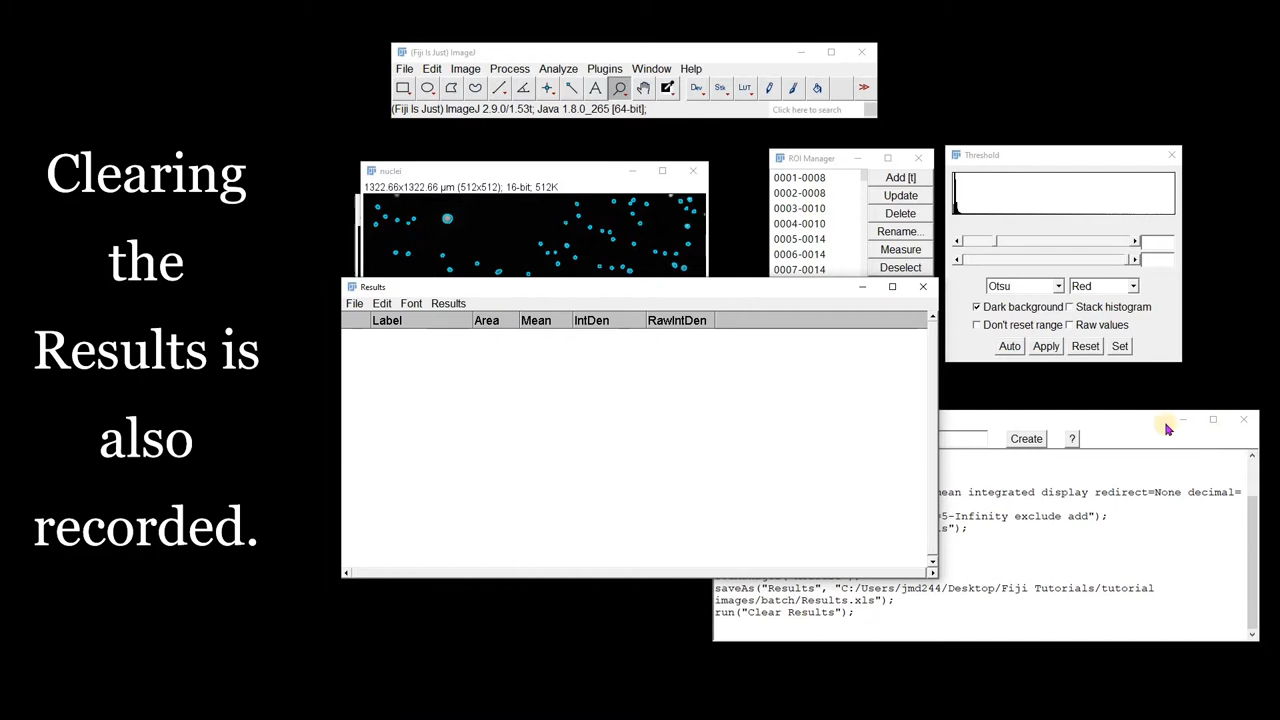 (Fiji Is Just) ImageJ
File Edit Image Process Analyze Plugins Window Help
Dev Stk LUT
(Fiji Is Just) ImageJ 2.9.0/1.53t; Java 1.8.0_265 [64-bit]; Click here to search
Clearing
the
Results is
also
recorded.
nuclei
1322.66x1322.66 µm (512x512); 16-bit; 512K
ROI Manager
0001-0008
0002-0008
0003-0010
0004-0010
0005-0014
0006-0014
0007-0014
Add [t]
Update
Delete
Rename...
Measure
Deselect
Threshold
Otsu Red
Dark background Stack histogram
Don't reset range Raw values
Auto Apply Reset Set
Results
File Edit Font Results
Label Area Mean IntDen RawIntDen
Create ?
ean integrated display redirect=None decimal=
5-Infinity exclude add");
s");
saveAs("Results", "C:/Users/jmd244/Desktop/Fiji Tutorials/tutorial
images/batch/Results.xls");
run("Clear Results");